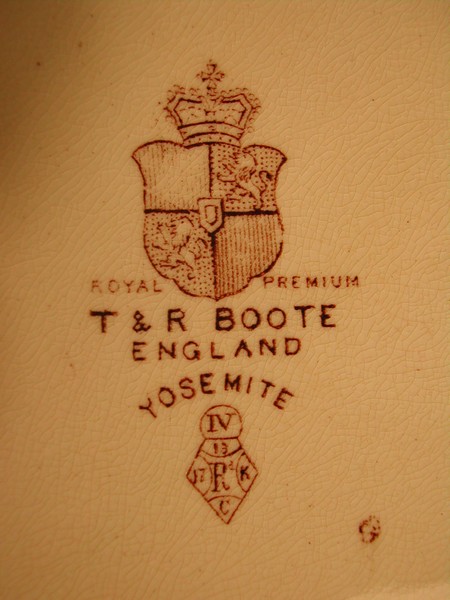 ROYAL PREMIUM
T & R BOOTE
ENGLAND
YOSEMITE
IV
13
17 Rd K
C
G